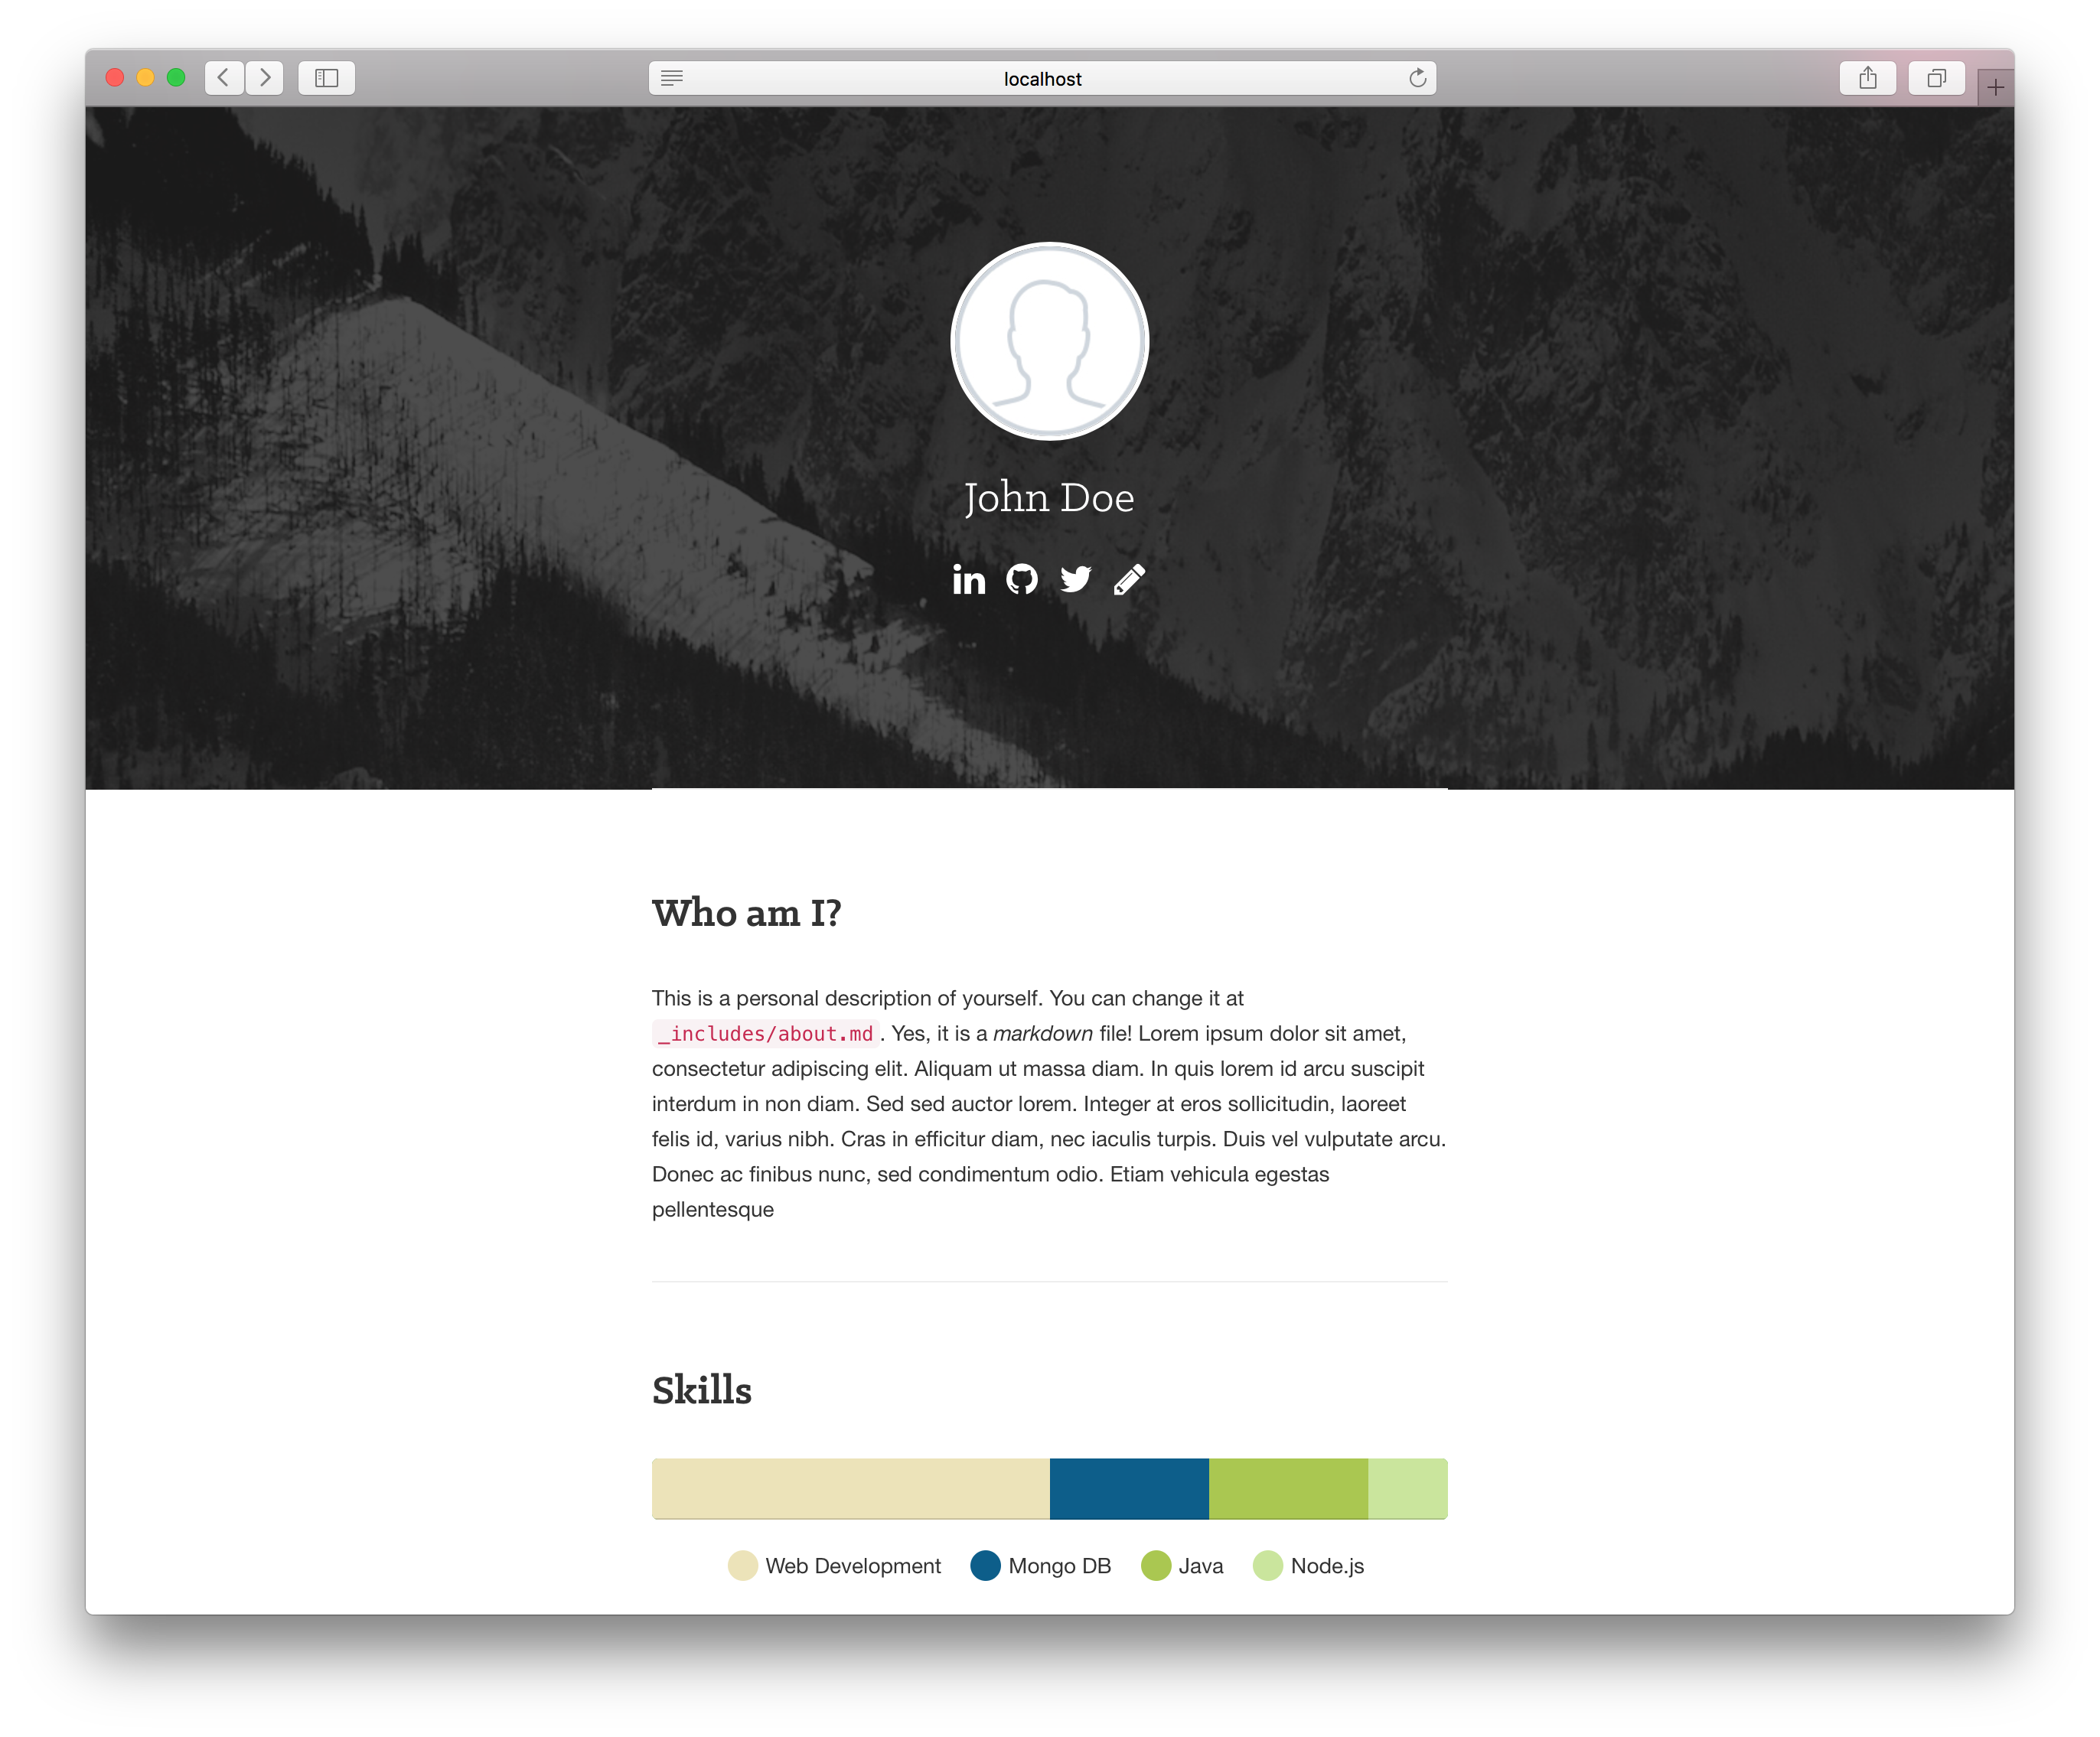 localhost
John Doe
in
Who am I?
This is a personal description of yourself. You can change it at
_includes/about.md. Yes, it is a markdown file! Lorem ipsum dolor sit amet,
consectetur adipiscing elit. Aliquam ut massa diam. In quis lorem id arcu suscipit
interdum in non diam. Sed sed auctor lorem. Integer at eros sollicitudin, laoreet
felis id, varius nibh. Cras in efficitur diam, nec iaculis turpis. Duis vel vulputate arcu.
Donec ac finibus nunc, sed condimentum odio. Etiam vehicula egestas
pellentesque
Skills
Web Development Mongo DB Java Node.js